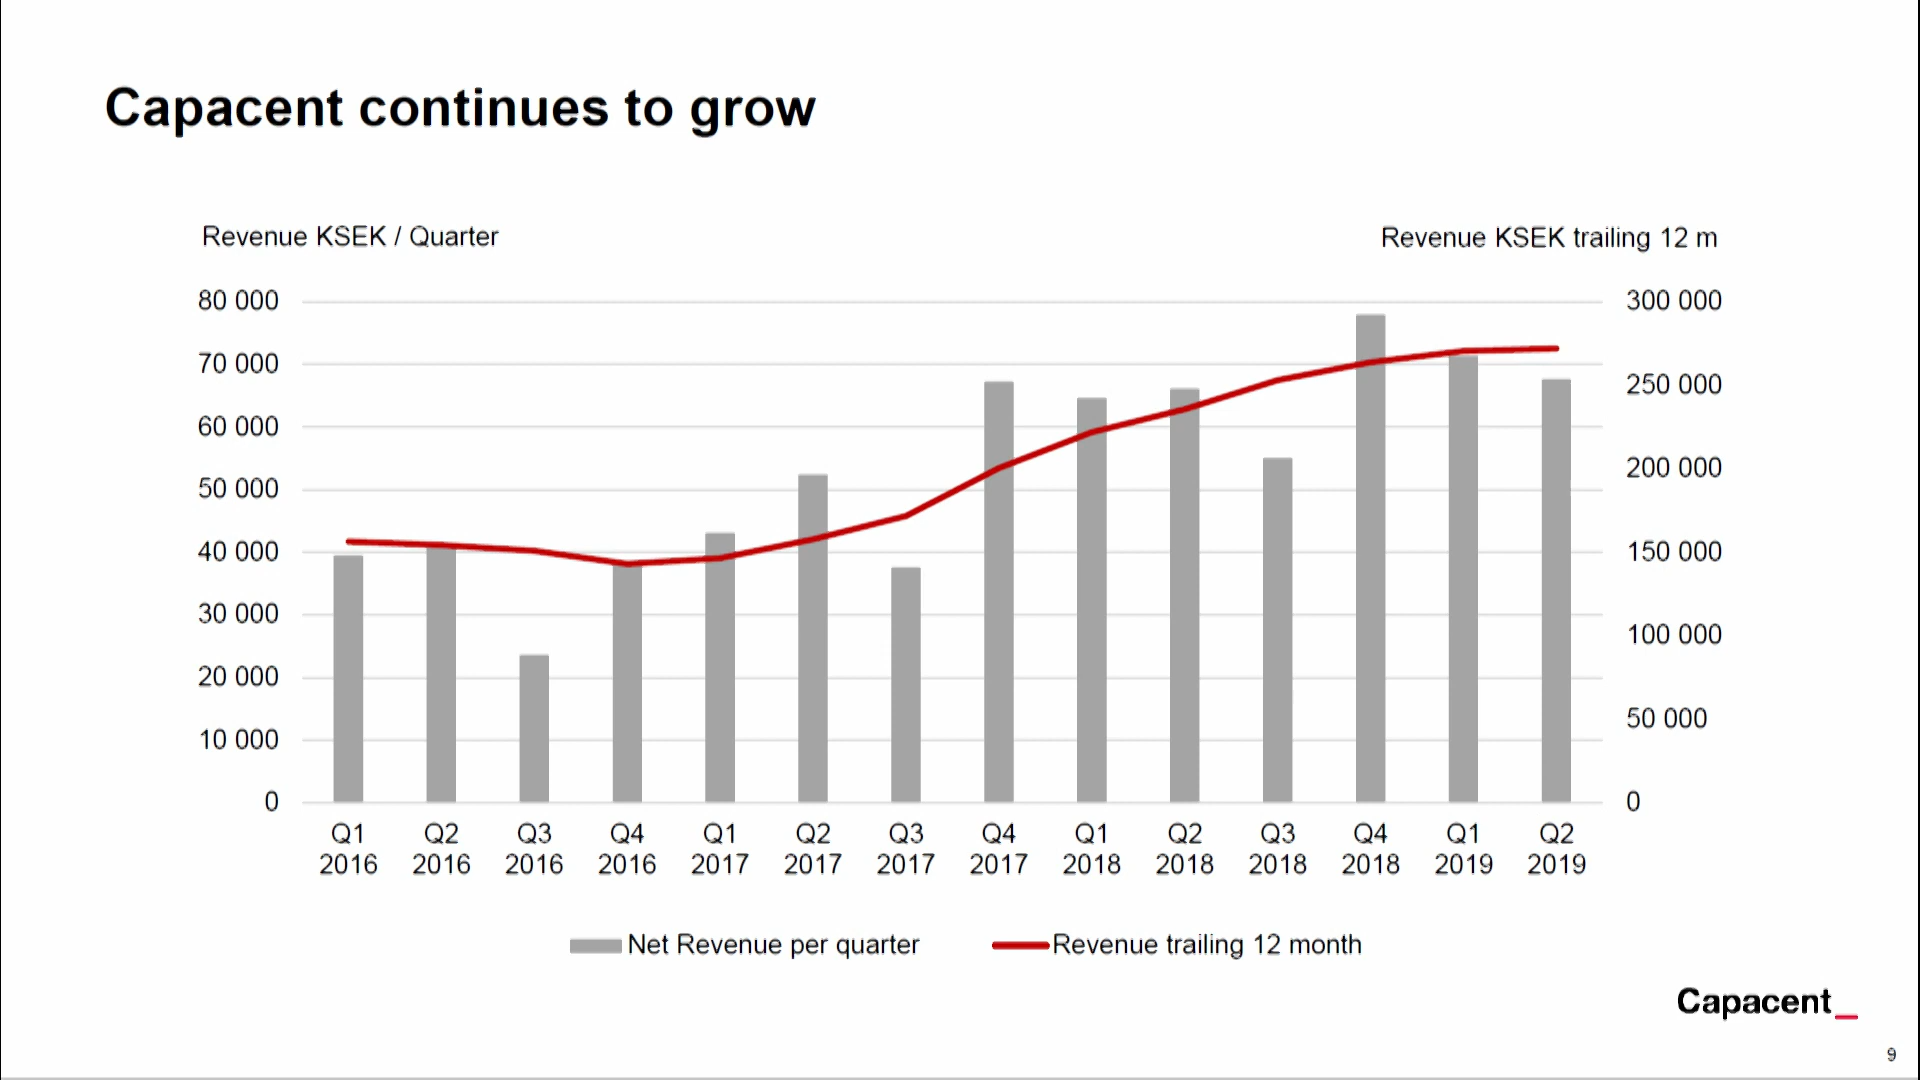 Capacent continues to grow
Revenue KSEK / Quarter
Revenue KSEK trailing 12 m
80 000
70 000
60 000
50 000
40 000
30 000
20 000
10 000
0
300 000
250 000
200 000
150 000
100 000
50 000
0
Q1 Q2 Q3 Q4 Q1 Q2 Q3 Q4 Q1 Q2 Q3 Q4 Q1 Q2
2016 2016 2016 2016 2017 2017 2017 2017 2018 2018 2018 2018 2019 2019
Net Revenue per quarter
Revenue trailing 12 month
Capacent_
9